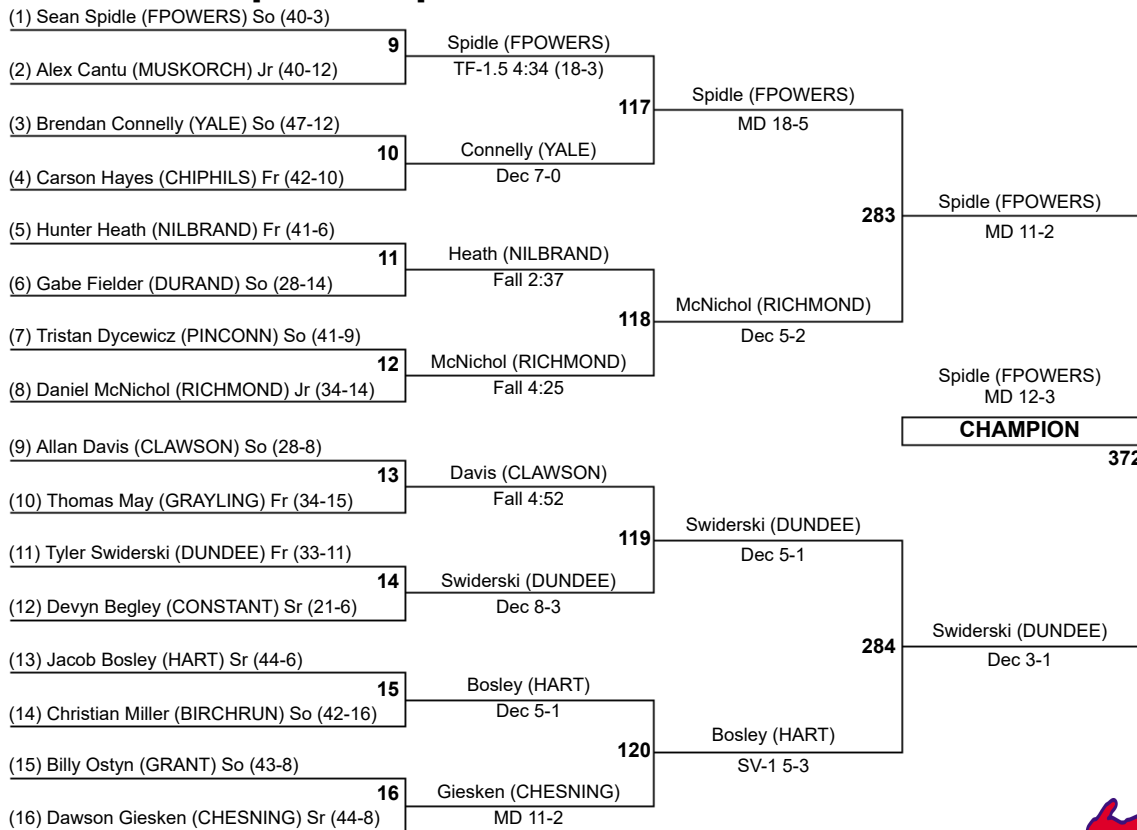 (1) Sean Spidle (FPOWERS) So (40-3)
9
Spidle (FPOWERS)
TF-1.5 4:34 (18-3)
(2) Alex Cantu (MUSKORCH) Jr (40-12)
117
Spidle (FPOWERS)
MD 18-5
(3) Brendan Connelly (YALE) So (47-12)
10
Connelly (YALE)
Dec 7-0
(4) Carson Hayes (CHIPHILS) Fr (42-10)
283
Spidle (FPOWERS)
MD 11-2
(5) Hunter Heath (NILBRAND) Fr (41-6)
11
Heath (NILBRAND)
Fall 2:37
(6) Gabe Fielder (DURAND) So (28-14)
118
McNichol (RICHMOND)
Dec 5-2
(7) Tristan Dycewicz (PINCONN) So (41-9)
12
McNichol (RICHMOND)
Fall 4:25
(8) Daniel McNichol (RICHMOND) Jr (34-14)
Spidle (FPOWERS)
MD 12-3
CHAMPION
372
(9) Allan Davis (CLAWSON) So (28-8)
13
Davis (CLAWSON)
Fall 4:52
(10) Thomas May (GRAYLING) Fr (34-15)
119
Swiderski (DUNDEE)
Dec 5-1
(11) Tyler Swiderski (DUNDEE) Fr (33-11)
14
Swiderski (DUNDEE)
Dec 8-3
(12) Devyn Begley (CONSTANT) Sr (21-6)
284
Swiderski (DUNDEE)
Dec 3-1
(13) Jacob Bosley (HART) Sr (44-6)
15
Bosley (HART)
Dec 5-1
(14) Christian Miller (BIRCHRUN) So (42-16)
120
Bosley (HART)
SV-1 5-3
(15) Billy Ostyn (GRANT) So (43-8)
16
Giesken (CHESNING)
MD 11-2
(16) Dawson Giesken (CHESNING) Sr (44-8)